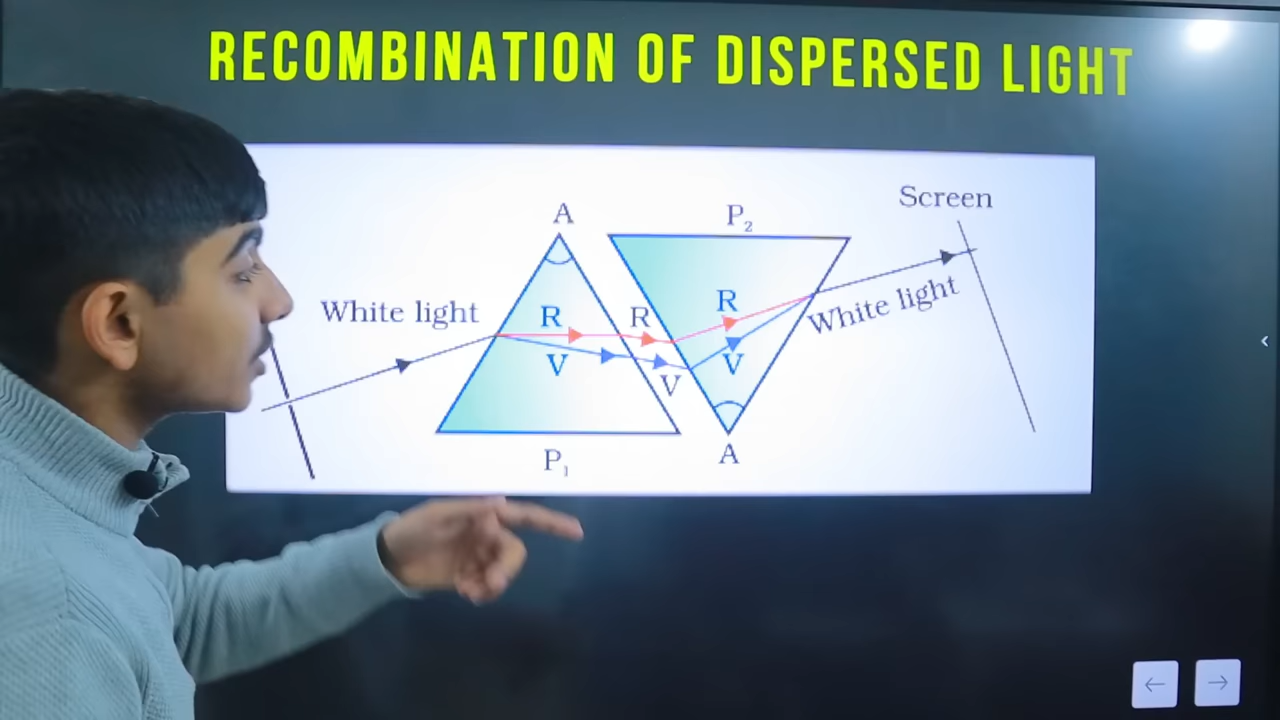 RECOMBINATION OF DISPERSED LIGHT
Screen
A
P₂
White light
R
R
R
White light
V
V
V
P₁
A